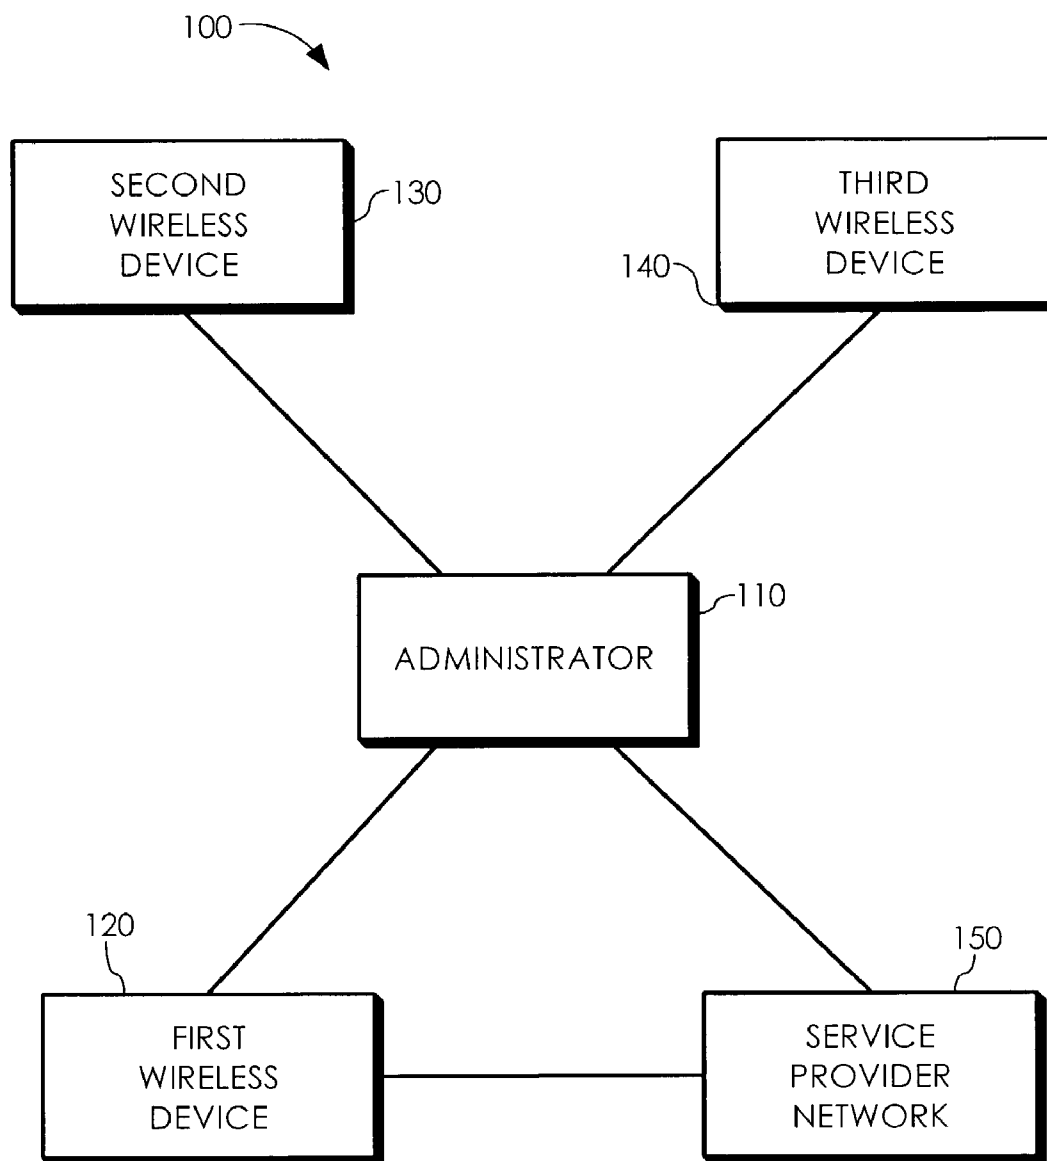 100
SECOND
WIRELESS
DEVICE
130
THIRD
WIRELESS
DEVICE
140
ADMINISTRATOR
110
120
FIRST
WIRELESS
DEVICE
150
SERVICE
PROVIDER
NETWORK